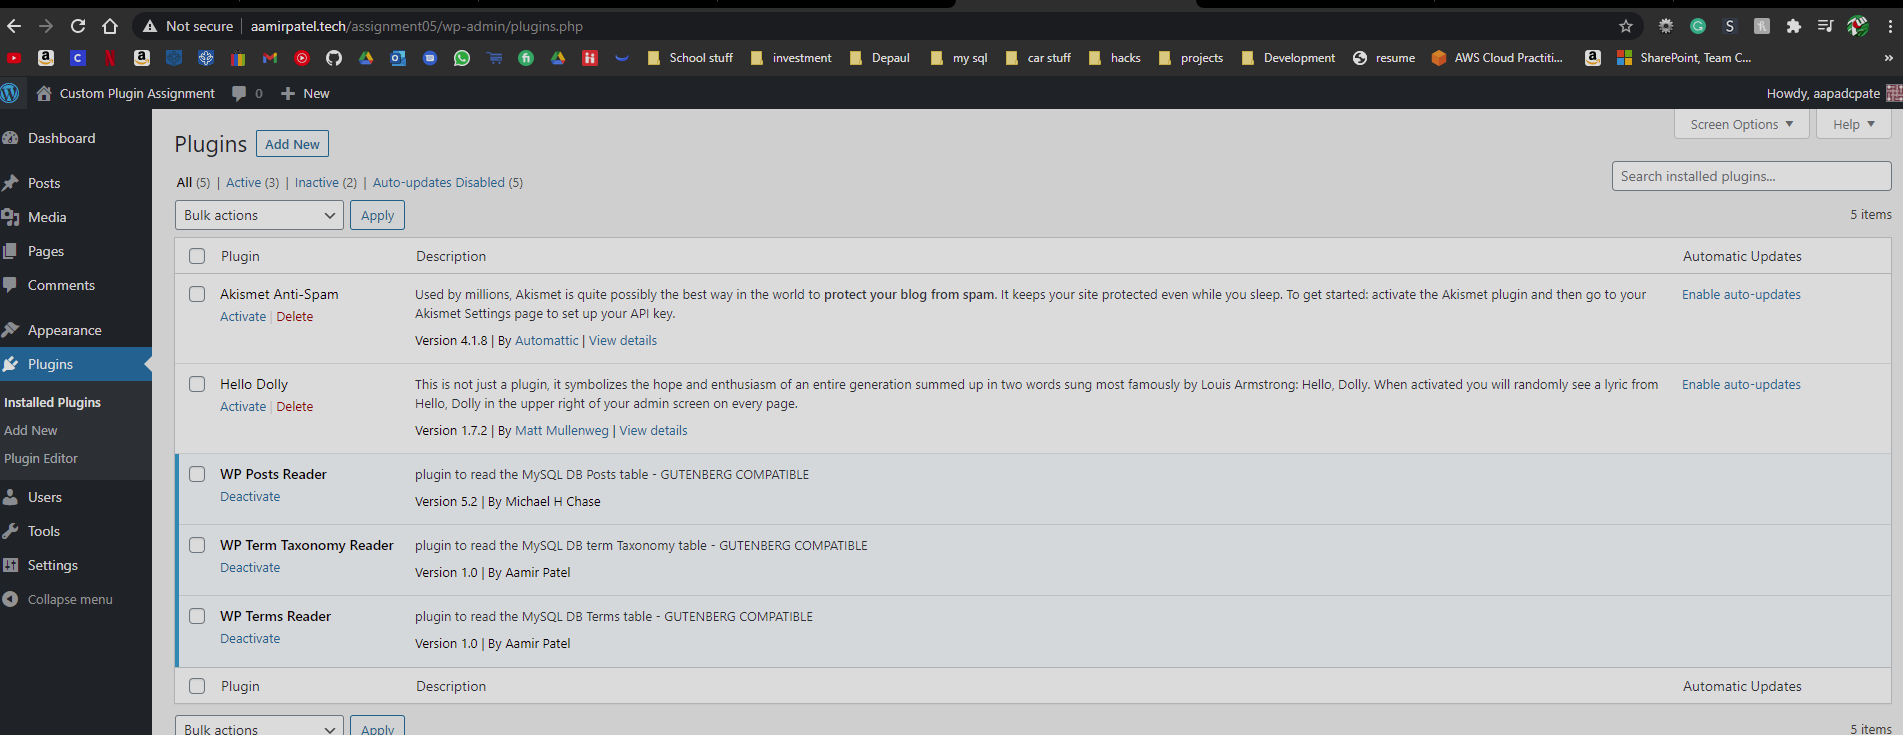 Not secure | aamirpatel.tech/assignment05/wp-admin/plugins.php
School stuff investment Depaul my sql car stuff hacks projects Development resume AWS Cloud Practiti... SharePoint, Team C... »
Custom Plugin Assignment 0 + New Howdy, aapadcpate
Screen Options ▼ Help ▼
Dashboard
Posts
Media
Pages
Comments
Appearance
Plugins
Installed Plugins
Add New
Plugin Editor
Users
Tools
Settings
Collapse menu
Plugins Add New
All (5) | Active (3) | Inactive (2) | Auto-updates Disabled (5)
Search installed plugins...
Bulk actions Apply
5 items
Plugin Description Automatic Updates
Akismet Anti-Spam
Activate | Delete
Used by millions, Akismet is quite possibly the best way in the world to protect your blog from spam. It keeps your site protected even while you sleep. To get started: activate the Akismet plugin and then go to your
Akismet Settings page to set up your API key.
Version 4.1.8 | By Automattic | View details
Enable auto-updates
Hello Dolly
Activate | Delete
This is not just a plugin, it symbolizes the hope and enthusiasm of an entire generation summed up in two words sung most famously by Louis Armstrong: Hello, Dolly. When activated you will randomly see a lyric from
Hello, Dolly in the upper right of your admin screen on every page.
Version 1.7.2 | By Matt Mullenweg | View details
Enable auto-updates
WP Posts Reader
Deactivate
plugin to read the MySQL DB Posts table - GUTENBERG COMPATIBLE
Version 5.2 | By Michael H Chase
WP Term Taxonomy Reader
Deactivate
plugin to read the MySQL DB term Taxonomy table - GUTENBERG COMPATIBLE
Version 1.0 | By Aamir Patel
WP Terms Reader
Deactivate
plugin to read the MySQL DB Terms table - GUTENBERG COMPATIBLE
Version 1.0 | By Aamir Patel
Plugin Description Automatic Updates
Bulk actions Apply
5 items